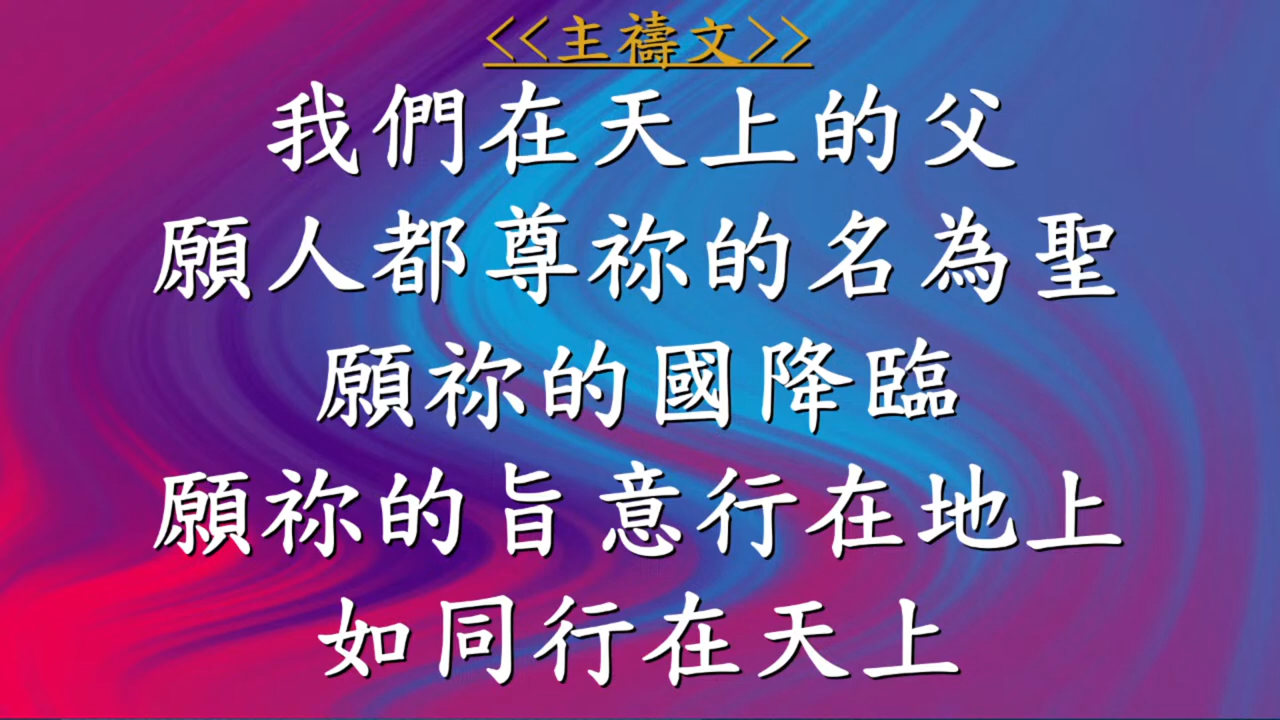 <<主禱文>>
我們在天上的父
願人都尊祢的名為聖
願祢的國降臨
願祢的旨意行在地上
如同行在天上